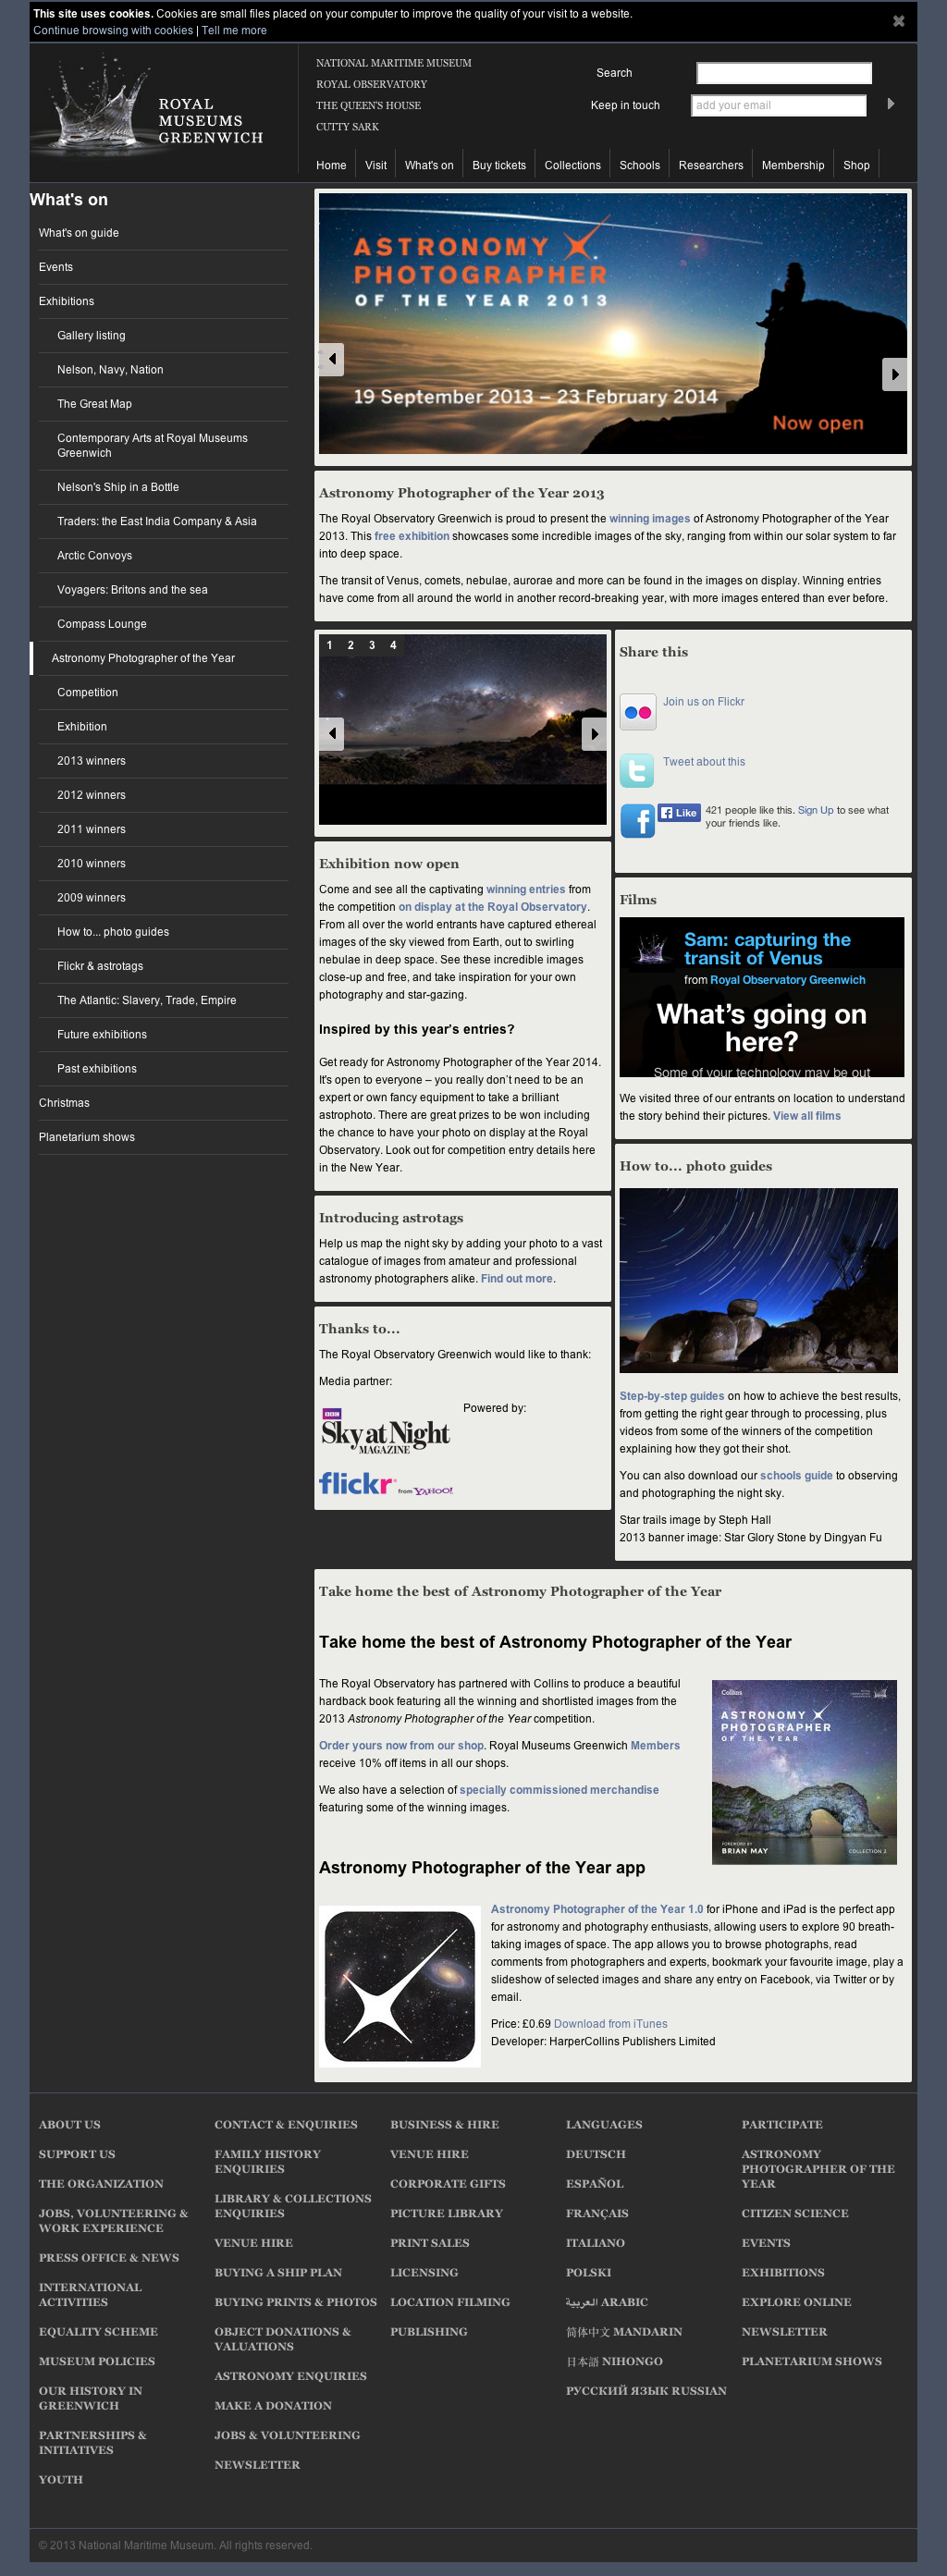 This site uses cookies. Cookies are small files placed on your computer to improve the quality of your visit to a website.
Continue browsing with cookies | Tell me more
ROYAL
MUSEUMS
GREENWICH
NATIONAL MARITIME MUSEUM
ROYAL OBSERVATORY
THE QUEEN'S HOUSE
CUTTY SARK
Search
Keep in touch
add your email
Home
Visit
What's on
Buy tickets
Collections
Schools
Researchers
Membership
Shop
What's on
What's on guide
Events
Exhibitions
Gallery listing
Nelson, Navy, Nation
The Great Map
Contemporary Arts at Royal Museums
Greenwich
Nelson's Ship in a Bottle
Traders: the East India Company & Asia
Arctic Convoys
Voyagers: Britons and the sea
Compass Lounge
Astronomy Photographer of the Year
Competition
Exhibition
2013 winners
2012 winners
2011 winners
2010 winners
2009 winners
How to... photo guides
Flickr & astrotags
The Atlantic: Slavery, Trade, Empire
Future exhibitions
Past exhibitions
Christmas
Planetarium shows
ASTRONOMY
PHOTOGRAPHER
OF THE YEAR 2013
19 September 2013 – 23 February 2014
Now open
Astronomy Photographer of the Year 2013
The Royal Observatory Greenwich is proud to present the winning images of Astronomy Photographer of the Year
2013. This free exhibition showcases some incredible images of the sky, ranging from within our solar system to far
into deep space.
The transit of Venus, comets, nebulae, aurorae and more can be found in the images on display. Winning entries
have come from all around the world in another record-breaking year, with more images entered than ever before.
1 2 3 4
Exhibition now open
Come and see all the captivating winning entries from
the competition on display at the Royal Observatory.
From all over the world entrants have captured ethereal
images of the sky viewed from Earth, out to swirling
nebulae in deep space. See these incredible images
close-up and free, and take inspiration for your own
photography and star-gazing.
Inspired by this year's entries?
Get ready for Astronomy Photographer of the Year 2014.
It's open to everyone – you really don't need to be an
expert or own fancy equipment to take a brilliant
astrophoto. There are great prizes to be won including
the chance to have your photo on display at the Royal
Observatory. Look out for competition entry details here
in the New Year.
Introducing astrotags
Help us map the night sky by adding your photo to a vast
catalogue of images from amateur and professional
astronomy photographers alike. Find out more.
Thanks to...
The Royal Observatory Greenwich would like to thank:
Media partner:
BBC
Sky at Night
MAGAZINE
Powered by:
flickr from YAHOO!
Share this
Join us on Flickr
Tweet about this
Like
421 people like this. Sign Up to see what
your friends like.
Films
Sam: capturing the
transit of Venus
from Royal Observatory Greenwich
What's going on
here?
Some of your technology may be out
We visited three of our entrants on location to understand
the story behind their pictures. View all films
How to... photo guides
Step-by-step guides on how to achieve the best results,
from getting the right gear through to processing, plus
videos from some of the winners of the competition
explaining how they got their shot.
You can also download our schools guide to observing
and photographing the night sky.
Star trails image by Steph Hall
2013 banner image: Star Glory Stone by Dingyan Fu
Take home the best of Astronomy Photographer of the Year
Take home the best of Astronomy Photographer of the Year
The Royal Observatory has partnered with Collins to produce a beautiful
hardback book featuring all the winning and shortlisted images from the
2013 Astronomy Photographer of the Year competition.
Order yours now from our shop. Royal Museums Greenwich Members
receive 10% off items in all our shops.
We also have a selection of specially commissioned merchandise
featuring some of the winning images.
Collins
ASTRONOMY
PHOTOGRAPHER
OF THE YEAR
FOREWORD BY
BRIAN MAY
COLLECTION 2
Astronomy Photographer of the Year app
Astronomy Photographer of the Year 1.0 for iPhone and iPad is the perfect app
for astronomy and photography enthusiasts, allowing users to explore 90 breath-
taking images of space. The app allows you to browse photographs, read
comments from photographers and experts, bookmark your favourite image, play a
slideshow of selected images and share any entry on Facebook, via Twitter or by
email.
Price: £0.69 Download from iTunes
Developer: HarperCollins Publishers Limited
ABOUT US
SUPPORT US
THE ORGANIZATION
JOBS, VOLUNTEERING &
WORK EXPERIENCE
PRESS OFFICE & NEWS
INTERNATIONAL
ACTIVITIES
EQUALITY SCHEME
MUSEUM POLICIES
OUR HISTORY IN
GREENWICH
PARTNERSHIPS &
INITIATIVES
YOUTH
CONTACT & ENQUIRIES
FAMILY HISTORY
ENQUIRIES
LIBRARY & COLLECTIONS
ENQUIRIES
VENUE HIRE
BUYING A SHIP PLAN
BUYING PRINTS & PHOTOS
OBJECT DONATIONS &
VALUATIONS
ASTRONOMY ENQUIRIES
MAKE A DONATION
JOBS & VOLUNTEERING
NEWSLETTER
BUSINESS & HIRE
VENUE HIRE
CORPORATE GIFTS
PICTURE LIBRARY
PRINT SALES
LICENSING
LOCATION FILMING
PUBLISHING
LANGUAGES
DEUTSCH
ESPAÑOL
FRANÇAIS
ITALIANO
POLSKI
العربية ARABIC
简体中文 MANDARIN
日本語 NIHONGO
РУССКИЙ ЯЗЫК RUSSIAN
PARTICIPATE
ASTRONOMY
PHOTOGRAPHER OF THE
YEAR
CITIZEN SCIENCE
EVENTS
EXHIBITIONS
EXPLORE ONLINE
NEWSLETTER
PLANETARIUM SHOWS
© 2013 National Maritime Museum. All rights reserved.